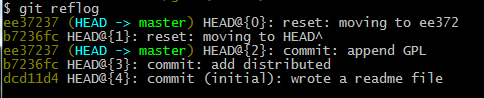 $ git reflog
ee37237 (HEAD -> master) HEAD@{0}: reset: moving to ee372
b7236fc HEAD@{1}: reset: moving to HEAD^
ee37237 (HEAD -> master) HEAD@{2}: commit: append GPL
b7236fc HEAD@{3}: commit: add distributed
dcd11d4 HEAD@{4}: commit (initial): wrote a readme file